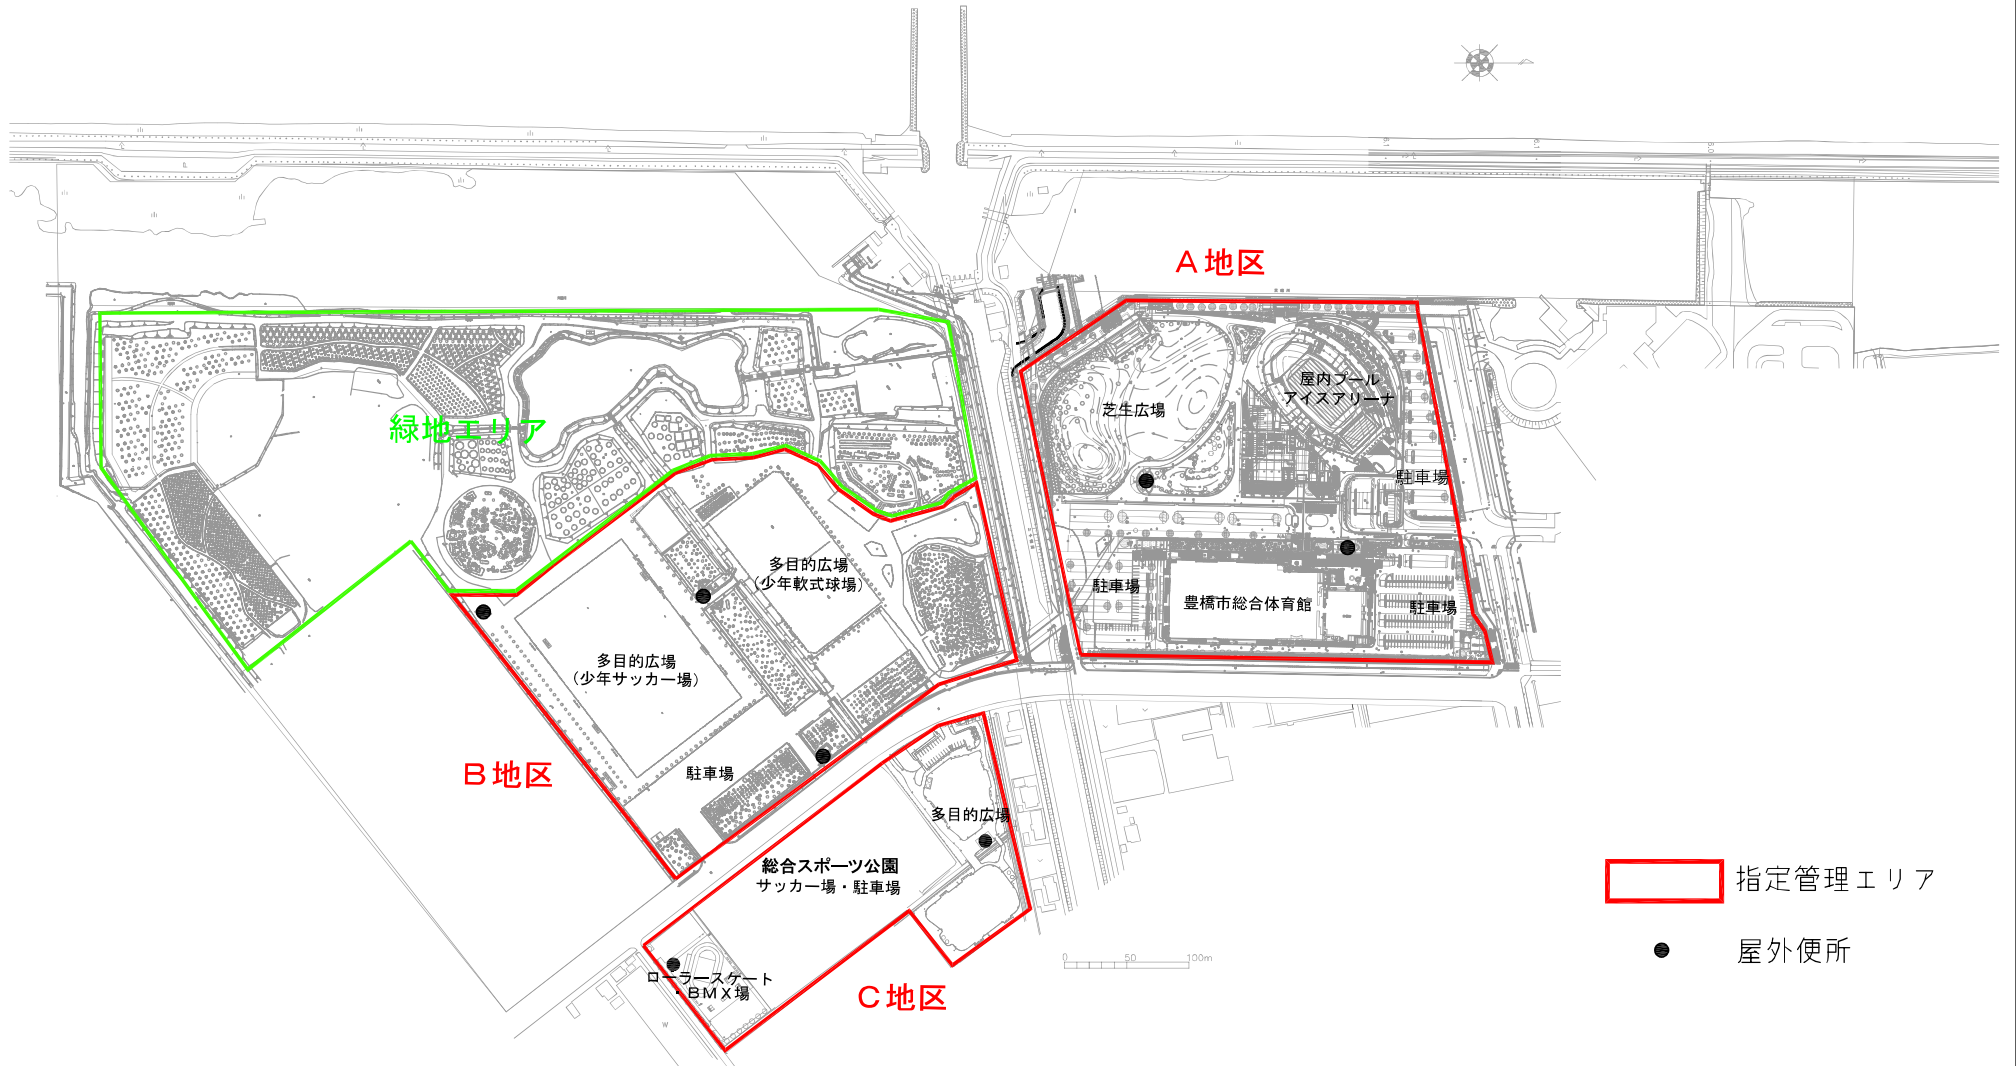 A地区
屋内プール
アイスアリーナ
芝生広場
緑地エリア
駐車場
多目的広場
(少年軟式球場)
駐車場
豊橋市総合体育館
駐車場
多目的広場
(少年サッカー場)
B地区
駐車場
多目的広場
総合スポーツ公園
サッカー場・駐車場
指定管理エリア
屋外便所
0 50 100m
ローラースケート
・BMX場
C地区